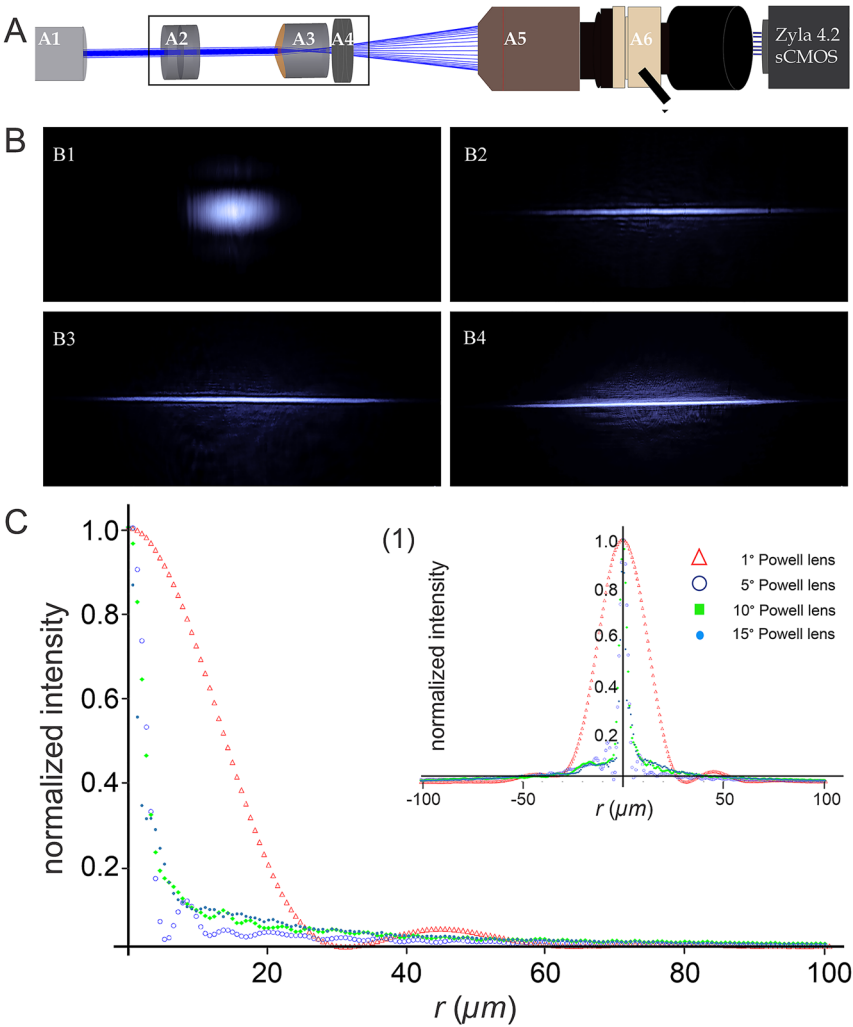 A
A1
A2
A3
A4
A5
A6
Zyla 4.2
sCMOS
B
B1
B2
B3
B4
C
(1)
normalized intensity
1.0
0.8
0.6
0.4
0.2
20
40
60
80
100
r (µm)
normalized intensity
1.0
0.8
0.6
0.4
0.2
-100
-50
50
100
r (µm)
1° Powell lens
5° Powell lens
10° Powell lens
15° Powell lens